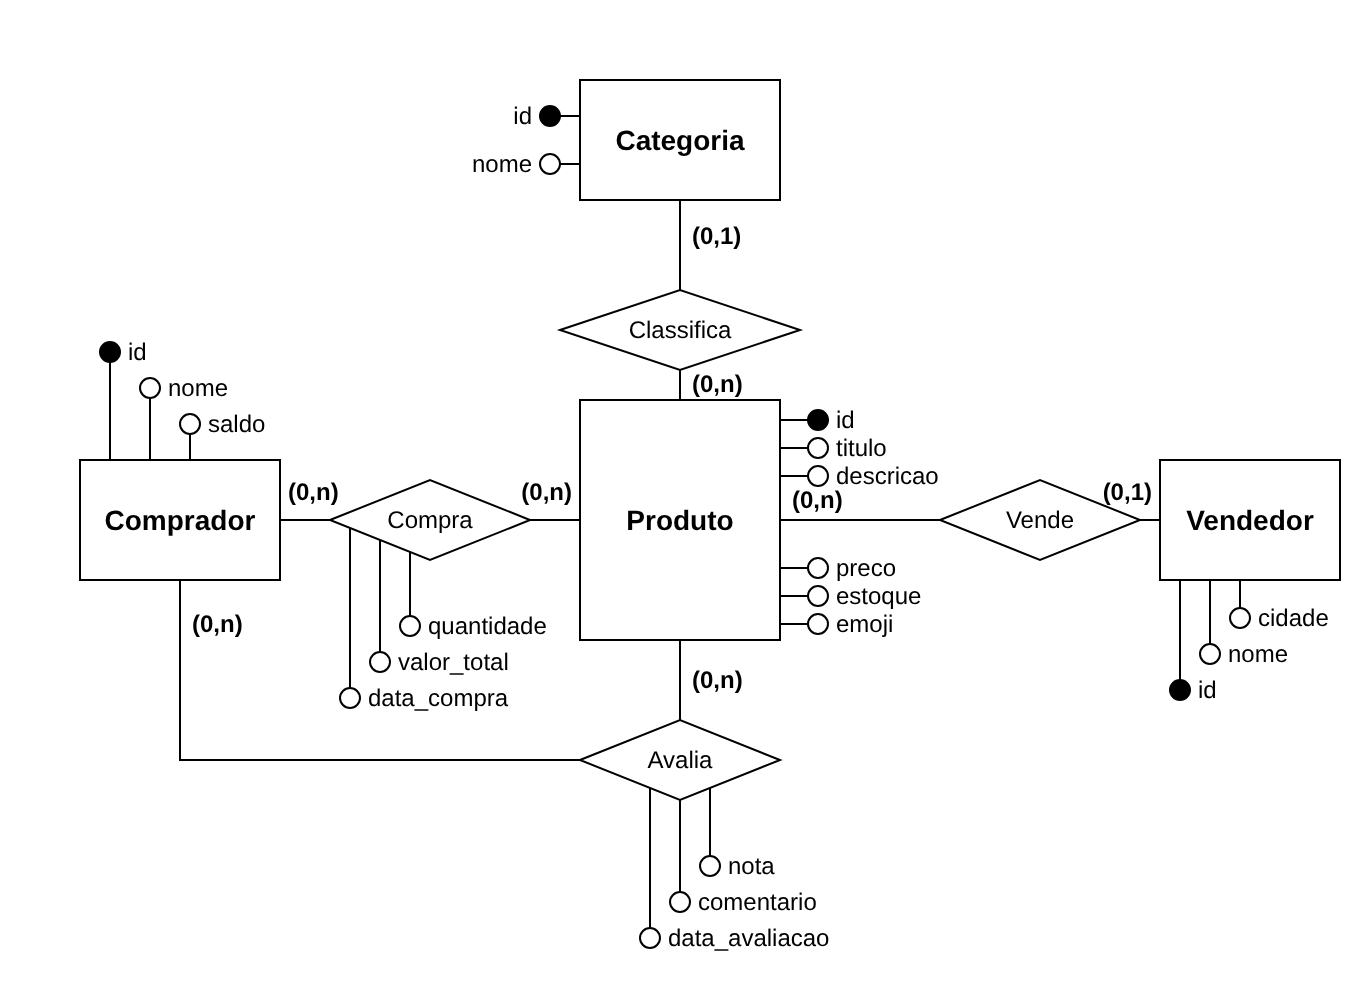 id
Categoria
nome
(0,1)
Classifica
(0,n)
id
nome
saldo
Comprador
(0,n)
Compra
(0,n)
quantidade
valor_total
data_compra
(0,n)
Produto
id
titulo
descricao
(0,n)
preco
estoque
emoji
Vende
(0,1)
Vendedor
cidade
nome
id
(0,n)
Avalia
nota
comentario
data_avaliacao